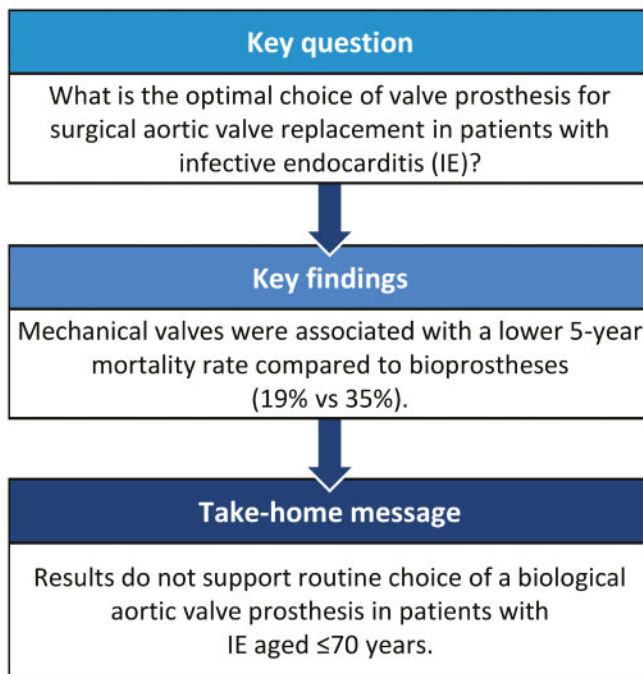 Key question
What is the optimal choice of valve prosthesis for
surgical aortic valve replacement in patients with
infective endocarditis (IE)?
Key findings
Mechanical valves were associated with a lower 5-year
mortality rate compared to bioprostheses
(19% vs 35%).
Take-home message
Results do not support routine choice of a biological
aortic valve prosthesis in patients with
IE aged ≤70 years.